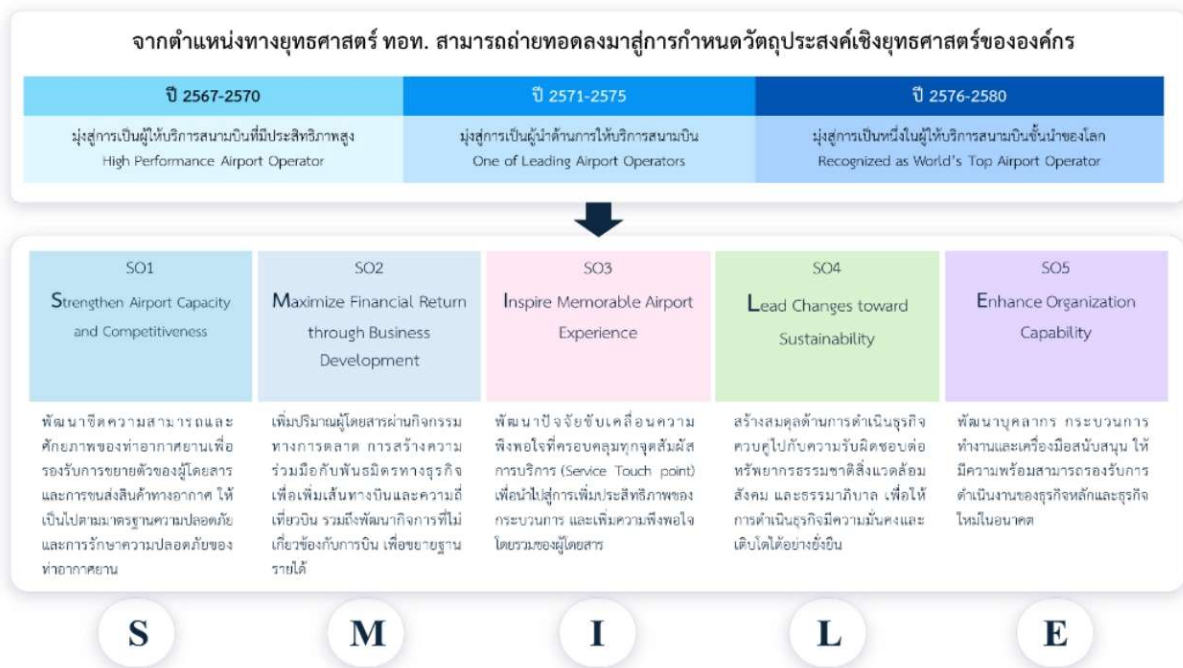 จากตำแหน่งทางยุทธศาสตร์ ทอท. สามารถถ่ายทอดลงมาสู่การกำหนดวัตถุประสงค์เชิงยุทธศาสตร์ขององค์กร
ปี 2567-2570
มุ่งสู่การเป็นผู้ให้บริการสนามบินที่มีประสิทธิภาพสูง
High Performance Airport Operator
ปี 2571-2575
มุ่งสู่การเป็นผู้นำด้านการให้บริการสนามบิน
One of Leading Airport Operators
ปี 2576-2580
มุ่งสู่การเป็นหนึ่งในผู้ให้บริการสนามบินชั้นนำของโลก
Recognized as World's Top Airport Operator
SO1
Strengthen Airport Capacity
and Competitiveness
พัฒนาขีดความสามารถและ
ศักยภาพของท่าอากาศยานเพื่อ
รองรับการขยายตัวของผู้โดยสาร
และการขนส่งสินค้าทางอากาศ ให้
เป็นไปตามมาตรฐานความปลอดภัย
และการรักษาความปลอดภัยของ
ท่าอากาศยาน
SO2
Maximize Financial Return
through Business
Development
เพิ่มปริมาณผู้โดยสารผ่านกิจกรรม
ทางการตลาด การสร้างความ
ร่วมมือกับพันธมิตรทางธุรกิจ
เพื่อเพิ่มเส้นทางบินและความถี่
เที่ยวบิน รวมถึงพัฒนากิจการที่ไม่
เกี่ยวข้องกับการบิน เพื่อขยายฐาน
รายได้
SO3
Inspire Memorable Airport
Experience
พัฒนาปัจจัยขับเคลื่อนความ
พึงพอใจที่ครอบคลุมทุกจุดสัมผัส
การบริการ (Service Touch point)
เพื่อนำไปสู่การเพิ่มประสิทธิภาพของ
กระบวนการ และเพิ่มความพึงพอใจ
โดยรวมของผู้โดยสาร
SO4
Lead Changes toward
Sustainability
สร้างสมดุลด้านการดำเนินธุรกิจ
ควบคู่ไปกับความรับผิดชอบต่อ
ทรัพยากรธรรมชาติสิ่งแวดล้อม
สังคม และธรรมาภิบาล เพื่อให้
การดำเนินธุรกิจมีความมั่นคงและ
เติบโตได้อย่างยั่งยืน
SO5
Enhance Organization
Capability
พัฒนาบุคลากร กระบวนการ
ทำงานและเครื่องมือสนับสนุน ให้
มีความพร้อมสามารถรองรับการ
ดำเนินงานของธุรกิจหลักและธุรกิจ
ใหม่ในอนาคต
S
M
I
L
E